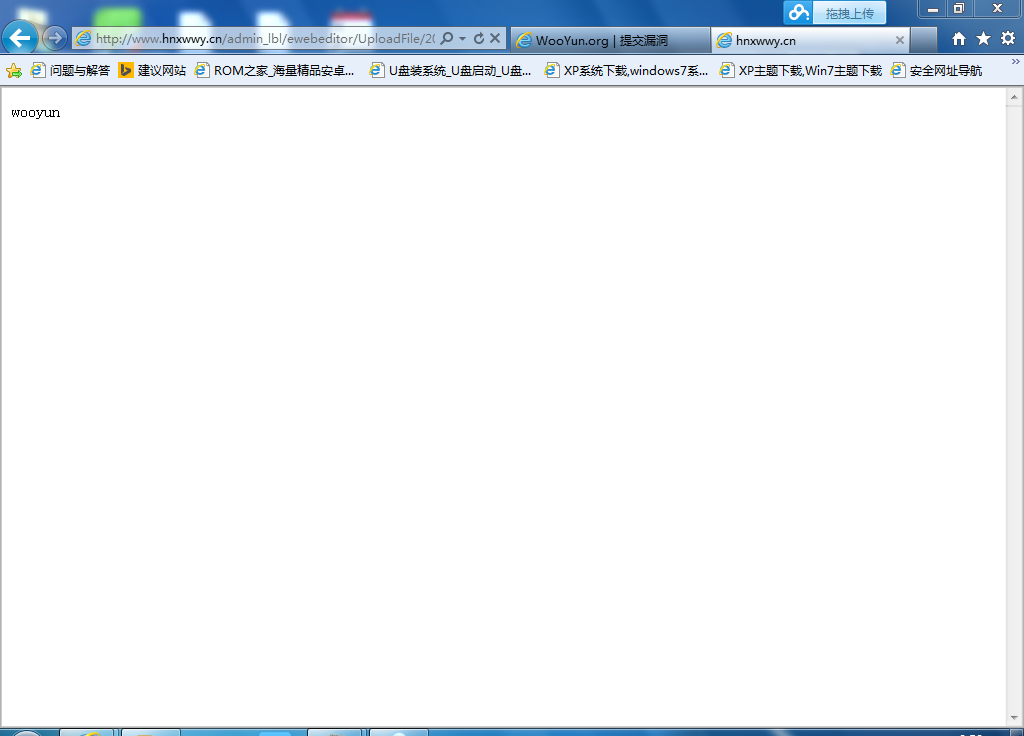 拖拽上传
http://www.hnxwwy.cn/admin_lbl/ewebeditor/UploadFile/20
WooYun.org | 提交漏洞
hnxwwy.cn
问题与解答 建议网站 ROM之家_海量精品安卓... U盘装系统_U盘启动_U盘... XP系统下载,windows7系... XP主题下载,Win7主题下载 安全网址导航
wooyun